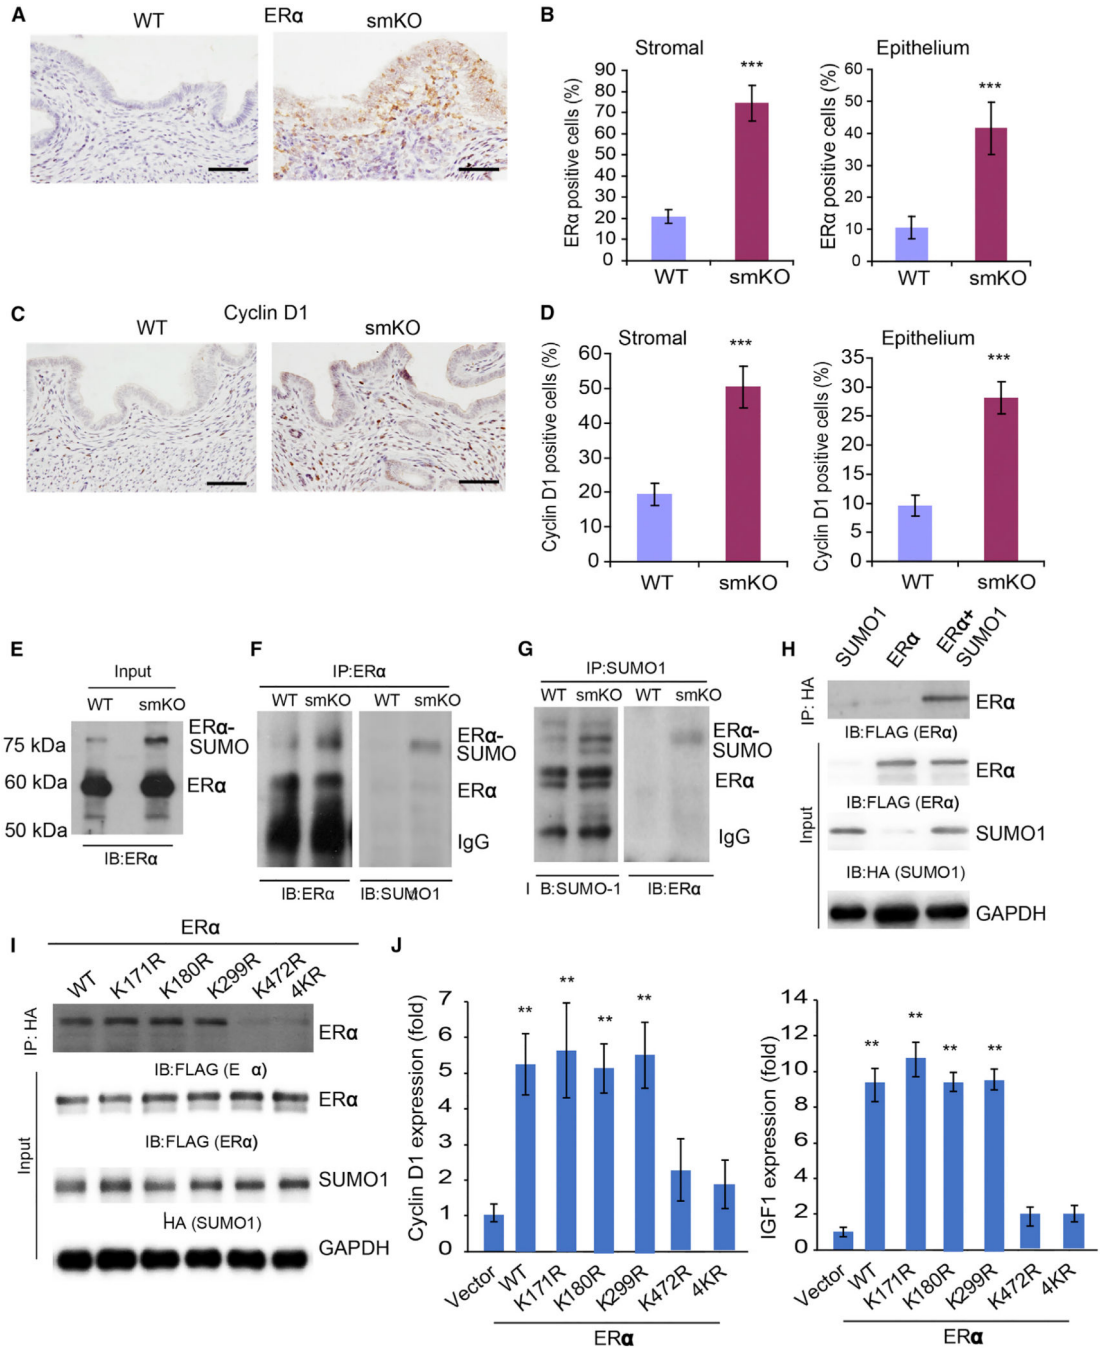 A
WT
ERα
smKO
B
Stromal
Epithelium
ERα positive cells (%)
90
80
70
60
50
40
30
20
10
0
***
WT
smKO
ERα positive cells (%)
60
50
40
30
20
10
0
***
WT
smKO
C
Cyclin D1
WT
smKO
D
Stromal
Epithelium
Cyclin D1 positive cells (%)
60
50
40
30
20
10
0
***
WT
smKO
Cyclin D1 positive cells (%)
35
30
25
20
15
10
5
0
***
WT
smKO
E
Input
WT smKO
ERα-
SUMO
75 kDa
60 kDa
ERα
50 kDa
IB:ERα
F
IP:ERα
WT smKO WT smKO
ERα-
SUMO
ERα
IgG
IB:ERα IB:SUMO1
G
IP:SUMO1
WT smKO WT smKO
ERα-
SUMO
ERα
IgG
I B:SUMO-1 IB:ERα
H
SUMO1
ERα
ERα+
SUMO1
IP: HA
ERα
IB:FLAG (ERα)
ERα
IB:FLAG (ERα)
Input
SUMO1
IB:HA (SUMO1)
GAPDH
I
ERα
WT K171R K180R K299R K472R 4KR
IP: HA
ERα
IB:FLAG (E α)
ERα
IB:FLAG (ERα)
Input
SUMO1
HA (SUMO1)
GAPDH
J
Cyclin D1 expression (fold)
7
6
5
4
3
2
1
0
** ** ** **
Vector WT K171R K180R K299R K472R 4KR
ERα
IGF1 expression (fold)
14
12
10
8
6
4
2
0
** ** ** **
Vector WT K171R K180R K299R K472R 4KR
ERα